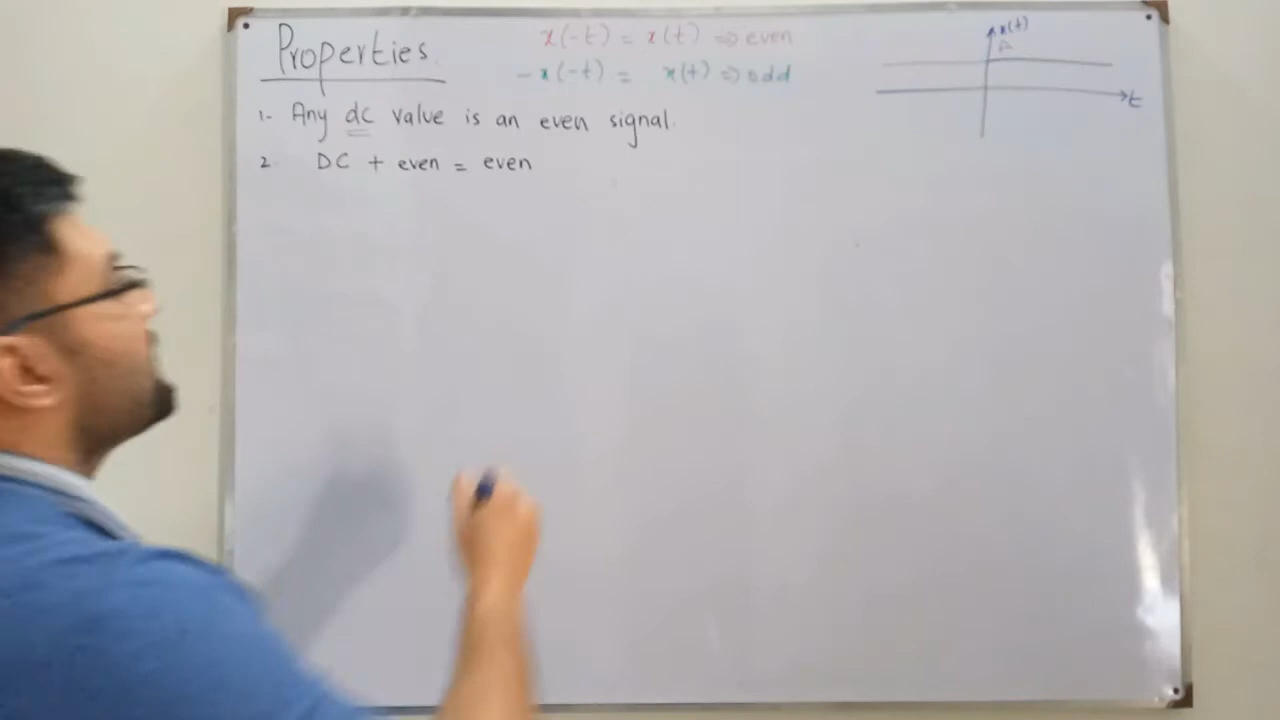 Properties.
x(-t) = x(t) ⇒ even
-x(-t) = x(t) ⇒ odd
1- Any dc value is an even signal.
2. DC + even = even
x(t)
A
t